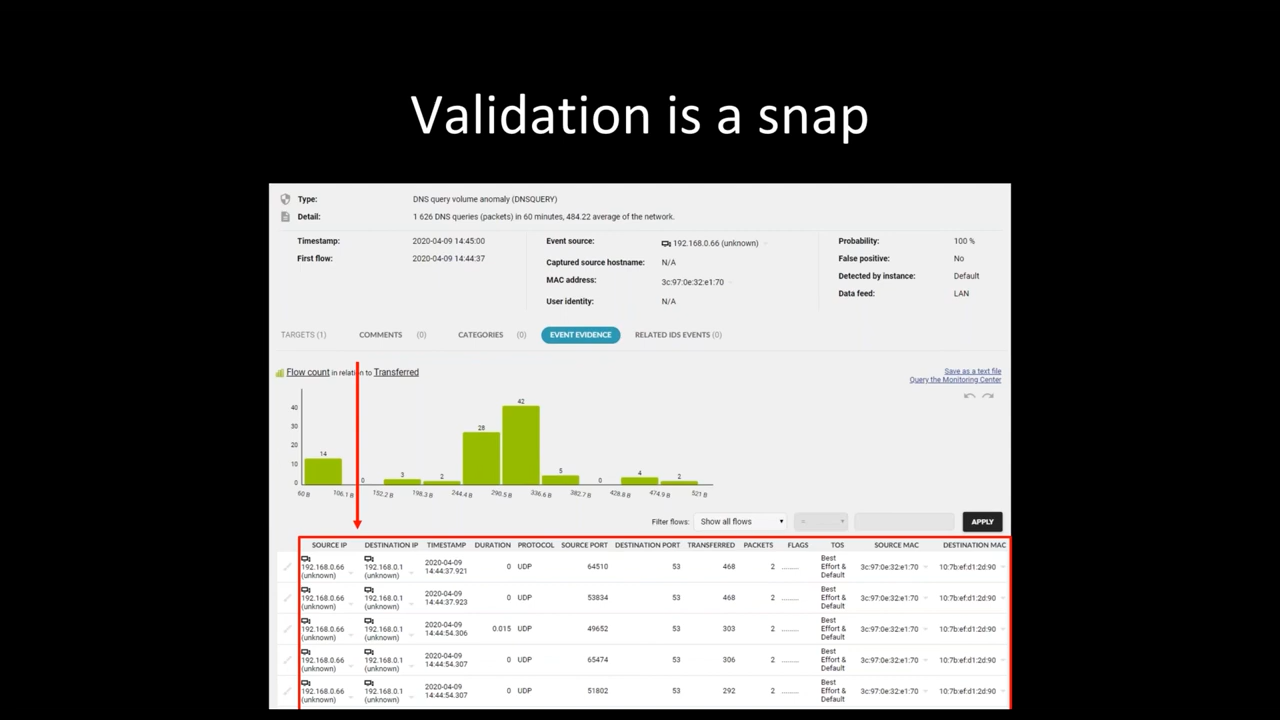 Validation is a snap
Type: DNS query volume anomaly (DNSQUERY)
Detail: 1 626 DNS queries (packets) in 60 minutes, 484.22 average of the network.
Timestamp: 2020-04-09 14:45:00 Event source: 192.168.0.66 (unknown) Probability: 100 %
First flow: 2020-04-09 14:44:37 Captured source hostname: N/A False positive: No
MAC address: 3c:97:0e:32:e1:70 Detected by instance: Default
User identity: N/A Data feed: LAN
TARGETS (1) COMMENTS (0) CATEGORIES (0) EVENT EVIDENCE RELATED IDS EVENTS (0)
Flow count in relation to Transferred Save as a text file
Query the Monitoring Center
42
40
30
28
20
14
10
5
4
3
2
2
0
0
0
60 B 106.1 B 152.2 B 198.3 B 244.4 B 290.5 B 336.6 B 382.7 B 428.8 B 474.9 B 521 B
Filter flows: Show all flows = APPLY
SOURCE IP DESTINATION IP TIMESTAMP DURATION PROTOCOL SOURCE PORT DESTINATION PORT TRANSFERRED PACKETS FLAGS TOS SOURCE MAC DESTINATION MAC
192.168.0.66 (unknown) 192.168.0.1 (unknown) 2020-04-09 14:44:37.921 0 UDP 64510 53 468 2 ......... Best Effort & Default 3c:97:0e:32:e1:70 10:7b:ef:d1:2d:90
192.168.0.66 (unknown) 192.168.0.1 (unknown) 2020-04-09 14:44:37.923 0 UDP 53834 53 468 2 ......... Best Effort & Default 3c:97:0e:32:e1:70 10:7b:ef:d1:2d:90
192.168.0.66 (unknown) 192.168.0.1 (unknown) 2020-04-09 14:44:54.306 0.015 UDP 49652 53 303 2 ......... Best Effort & Default 3c:97:0e:32:e1:70 10:7b:ef:d1:2d:90
192.168.0.66 (unknown) 192.168.0.1 (unknown) 2020-04-09 14:44:54.307 0 UDP 65474 53 306 2 ......... Best Effort & Default 3c:97:0e:32:e1:70 10:7b:ef:d1:2d:90
192.168.0.66 (unknown) 192.168.0.1 (unknown) 2020-04-09 14:44:54.307 0 UDP 51802 53 292 2 ......... Best Effort & Default 3c:97:0e:32:e1:70 10:7b:ef:d1:2d:90